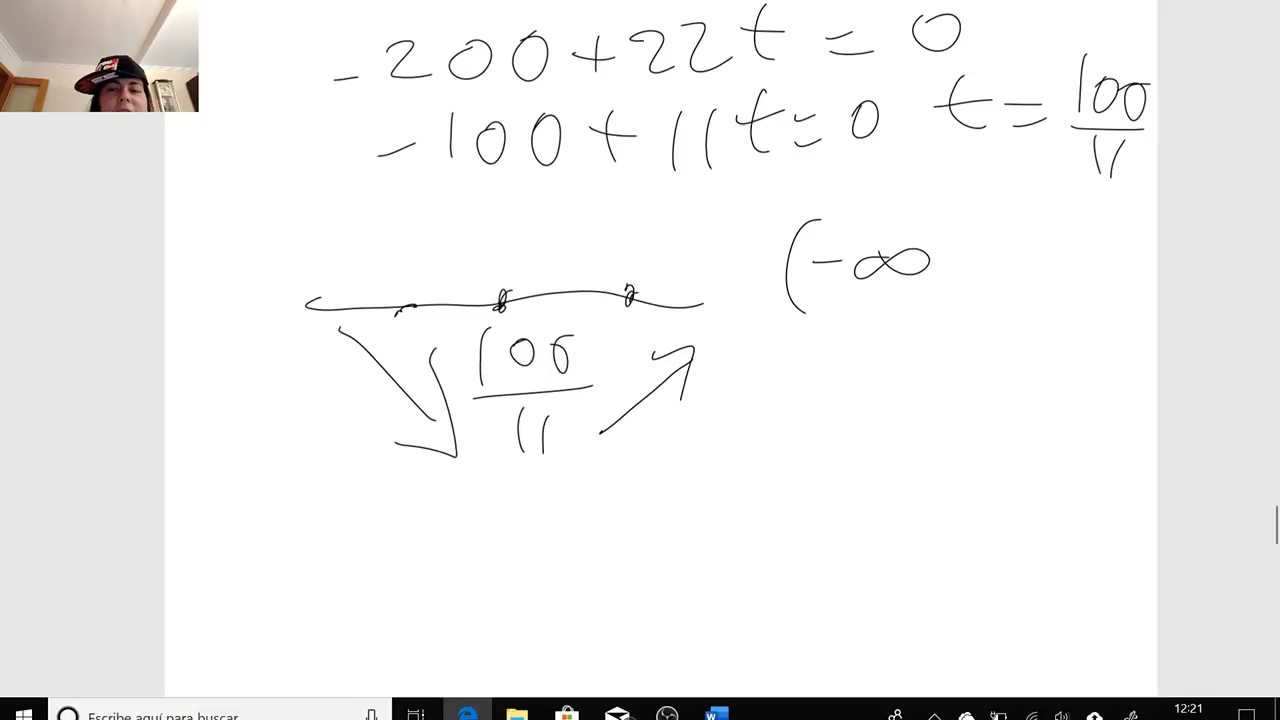 -200+22t=0
-100+11t=0 t=100/11
(-∞
100/11
Escribe aquí para buscar
12:21